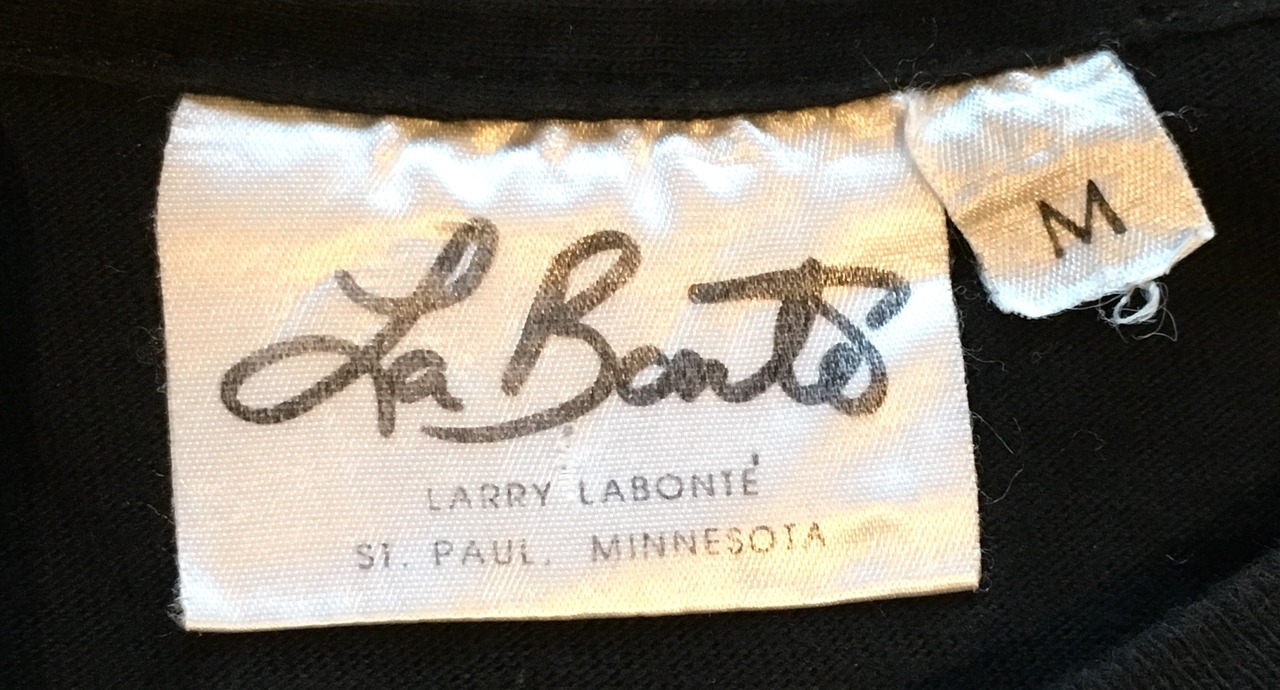 La Bonté
M
LARRY LABONTÉ
ST. PAUL, MINNESOTA